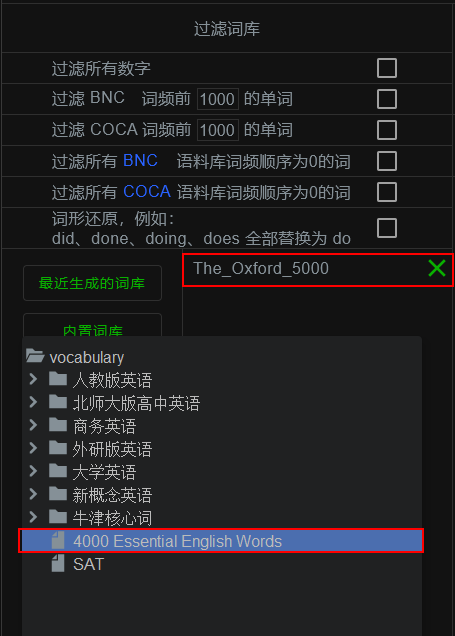 过滤词库
过滤所有数字
过滤 BNC 词频前 1000 的单词
过滤 COCA 词频前 1000 的单词
过滤所有 BNC 语料库词频顺序为0的词
过滤所有 COCA 语料库词频顺序为0的词
词形还原，例如：
did、done、doing、does 全部替换为 do
The_Oxford_5000
最近生成的词库
内置词库
vocabulary
人教版英语
北师大版高中英语
商务英语
外研版英语
大学英语
新概念英语
牛津核心词
4000 Essential English Words
SAT